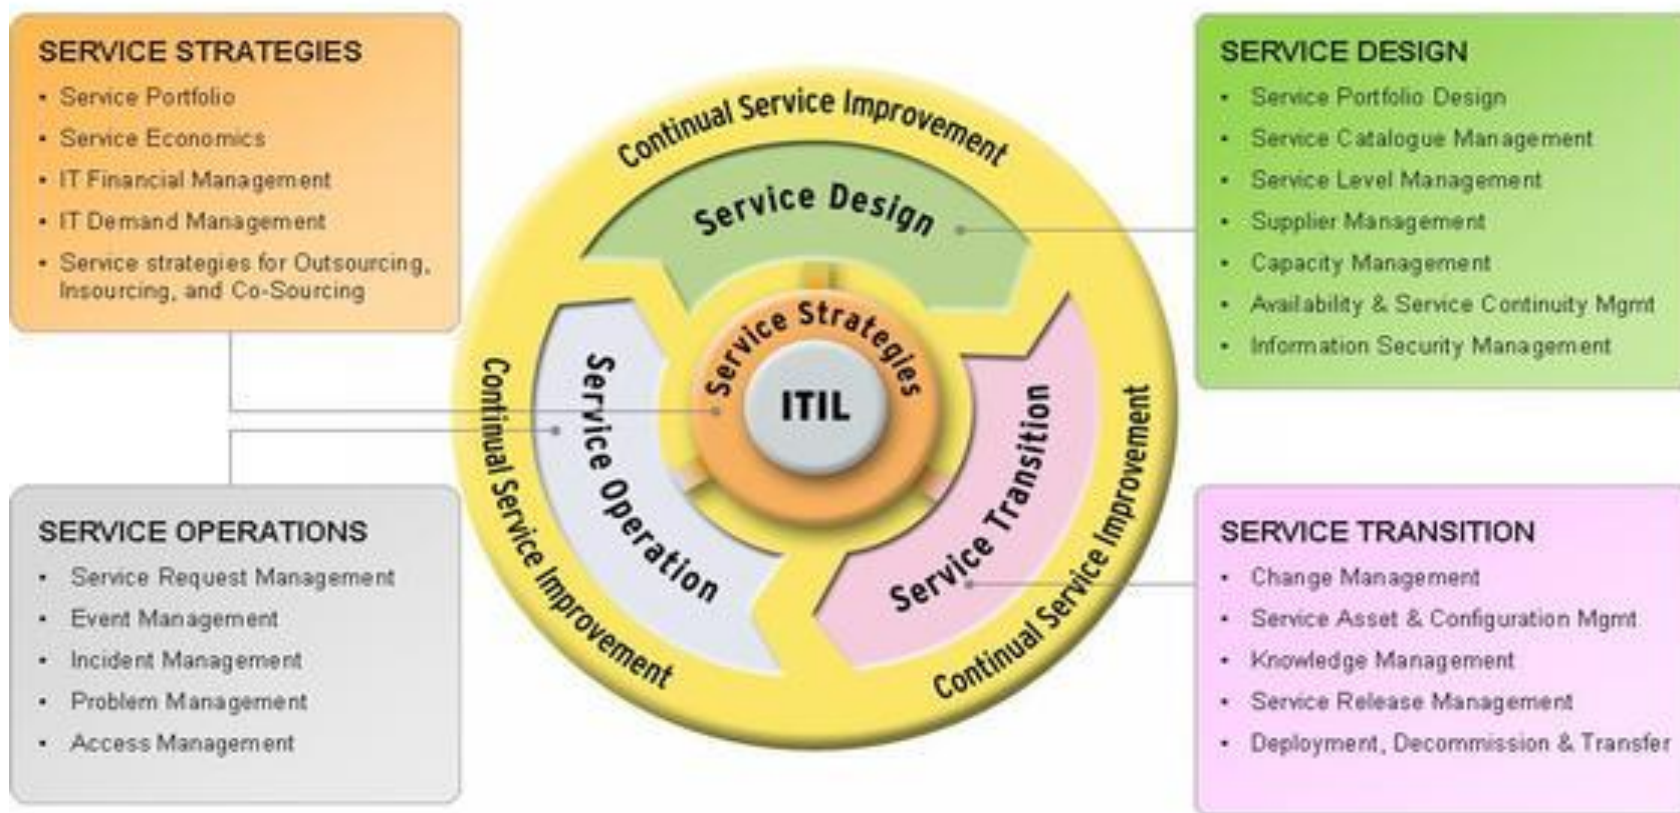 SERVICE STRATEGIES
• Service Portfolio
• Service Economics
• IT Financial Management
• IT Demand Management
• Service strategies for Outsourcing,
Insourcing, and Co-Sourcing
SERVICE OPERATIONS
• Service Request Management
• Event Management
• Incident Management
• Problem Management
• Access Management
Continual Service Improvement
Service Design
Service Strategies
ITIL
Service Operation
Service Transition
Continual Service Improvement
Continual Service Improvement
SERVICE DESIGN
• Service Portfolio Design
• Service Catalogue Management
• Service Level Management
• Supplier Management
• Capacity Management
• Availability & Service Continuity Mgmt
• Information Security Management
SERVICE TRANSITION
• Change Management
• Service Asset & Configuration Mgmt
• Knowledge Management
• Service Release Management
• Deployment, Decommission & Transfer